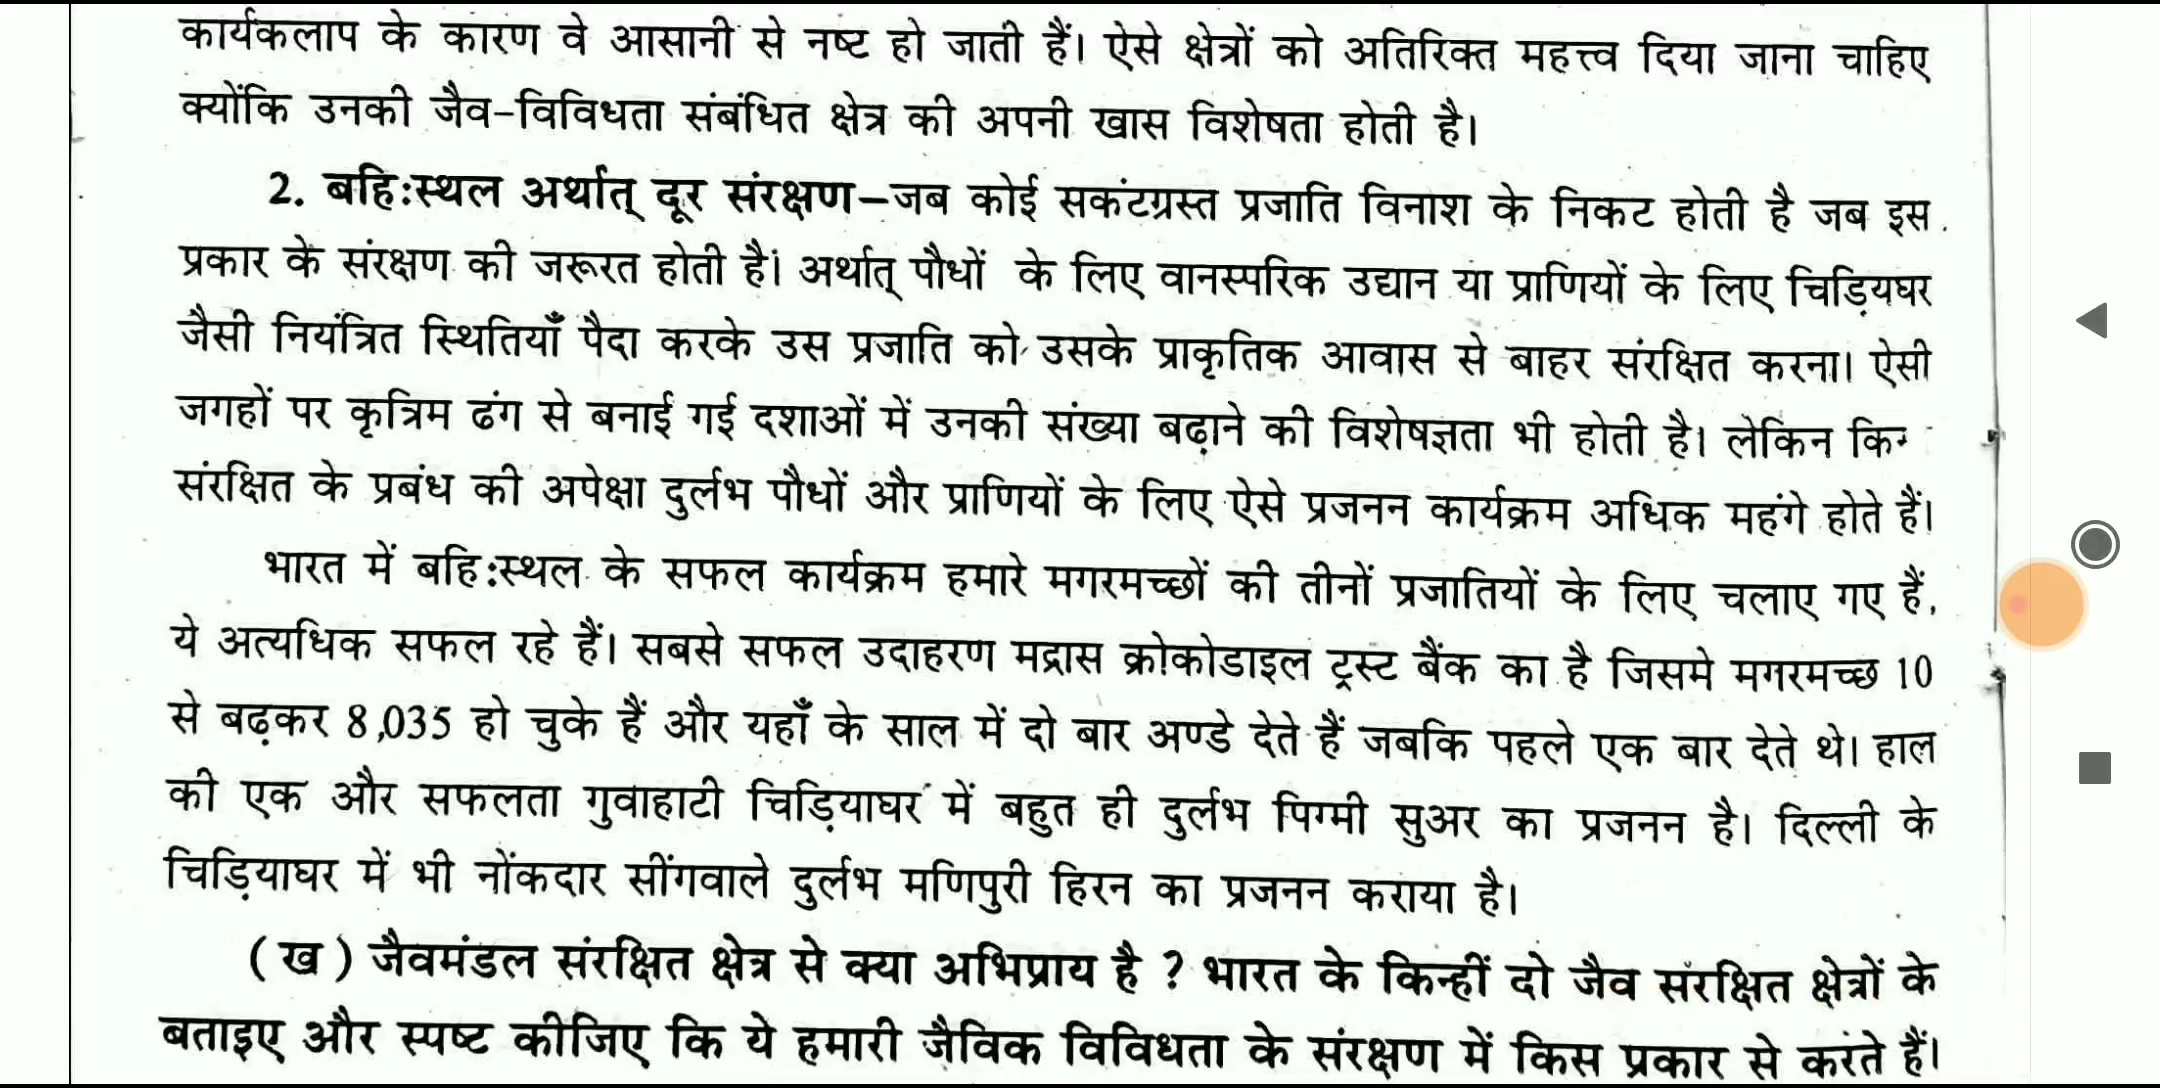 कार्यकलाप के कारण वे आसानी से नष्ट हो जाती हैं। ऐसे क्षेत्रों को अतिरिक्त महत्त्व दिया जाना चाहिए
क्योंकि उनकी जैव-विविधता संबंधित क्षेत्र की अपनी खास विशेषता होती है।
2. बहि:स्थल अर्थात् दूर संरक्षण–जब कोई सकंटग्रस्त प्रजाति विनाश के निकट होती है जब इस
प्रकार के संरक्षण की जरूरत होती है। अर्थात् पौधों के लिए वानस्परिक उद्यान या प्राणियों के लिए चिड़ियघर
जैसी नियंत्रित स्थितियाँ पैदा करके उस प्रजाति को उसके प्राकृतिक आवास से बाहर संरक्षित करना। ऐसी
जगहों पर कृत्रिम ढंग से बनाई गई दशाओं में उनकी संख्या बढ़ाने की विशेषज्ञता भी होती है। लेकिन
संरक्षित के प्रबंध की अपेक्षा दुर्लभ पौधों और प्राणियों के लिए ऐसे प्रजनन कार्यक्रम अधिक महंगे होते हैं।
भारत में बहि:स्थल के सफल कार्यक्रम हमारे मगरमच्छों की तीनों प्रजातियों के लिए चलाए गए हैं,
ये अत्यधिक सफल रहे हैं। सबसे सफल उदाहरण मद्रास क्रोकोडाइल ट्रस्ट बैंक का है जिसमे मगरमच्छ 10
से बढ़कर 8,035 हो चुके हैं और यहाँ के साल में दो बार अण्डे देते हैं जबकि पहले एक बार देते थे। हाल
की एक और सफलता गुवाहाटी चिड़ियाघर में बहुत ही दुर्लभ पिग्मी सुअर का प्रजनन है। दिल्ली के
चिड़ियाघर में भी नोंकदार सींगवाले दुर्लभ मणिपुरी हिरन का प्रजनन कराया है।
( ख ) जैवमंडल संरक्षित क्षेत्र से क्या अभिप्राय है ? भारत के किन्हीं दो जैव संरक्षित क्षेत्रों के
बताइए और स्पष्ट कीजिए कि ये हमारी जैविक विविधता के संरक्षण में किस प्रकार से करते हैं।